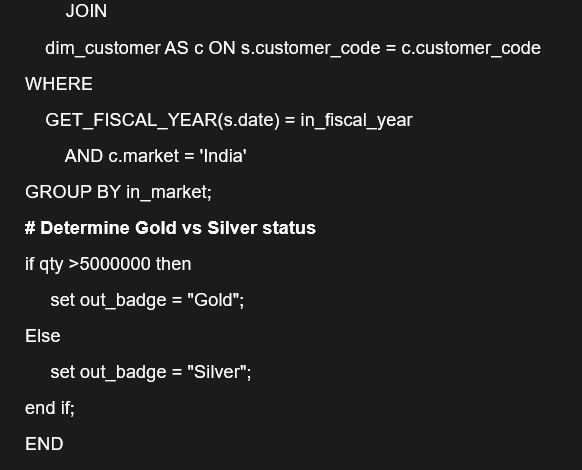 JOIN
dim_customer AS c ON s.customer_code = c.customer_code
WHERE
GET_FISCAL_YEAR(s.date) = in_fiscal_year
AND c.market = 'India'
GROUP BY in_market;
# Determine Gold vs Silver status
if qty >5000000 then
set out_badge = "Gold";
Else
set out_badge = "Silver";
end if;
END